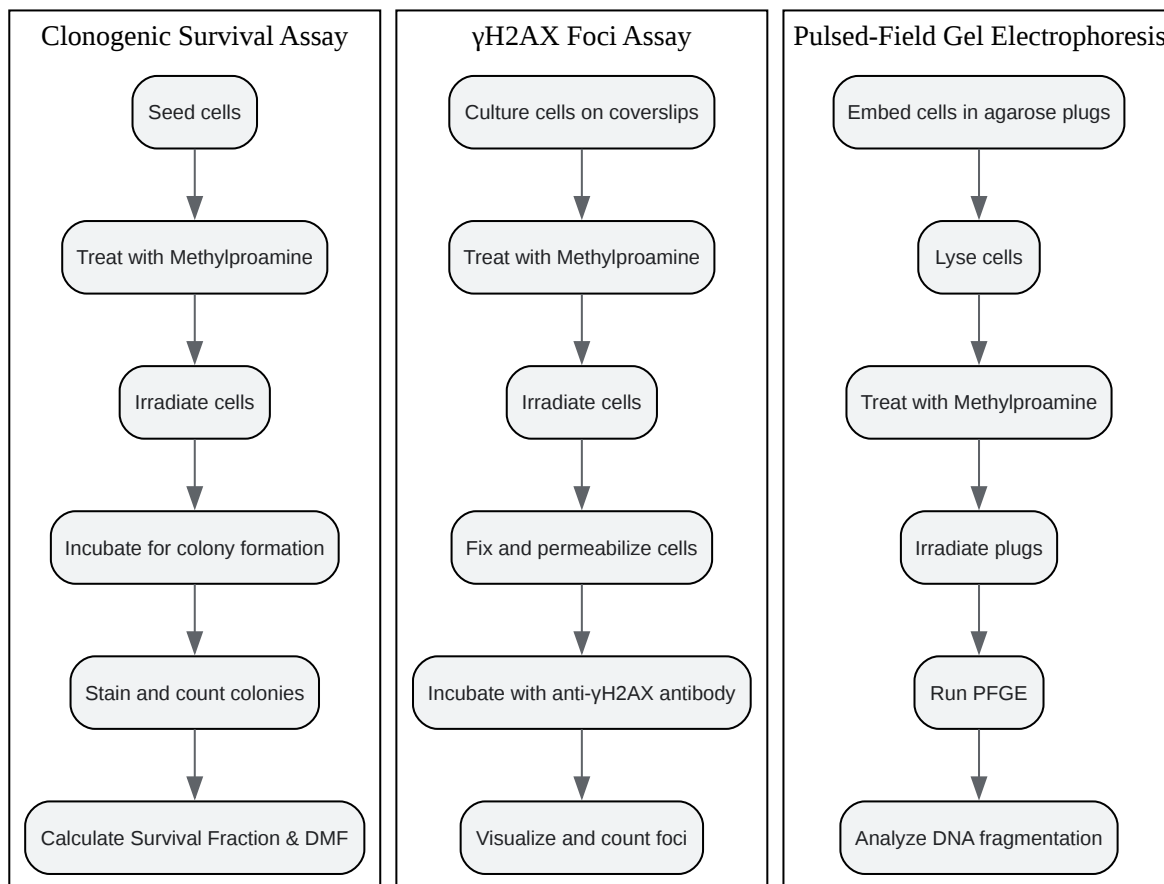 Clonogenic Survival Assay
Seed cells
Treat with Methylproamine
Irradiate cells
Incubate for colony formation
Stain and count colonies
Calculate Survival Fraction & DMF
γH2AX Foci Assay
Culture cells on coverslips
Treat with Methylproamine
Irradiate cells
Fix and permeabilize cells
Incubate with anti-γH2AX antibody
Visualize and count foci
Pulsed-Field Gel Electrophoresis
Embed cells in agarose plugs
Lyse cells
Treat with Methylproamine
Irradiate plugs
Run PFGE
Analyze DNA fragmentation